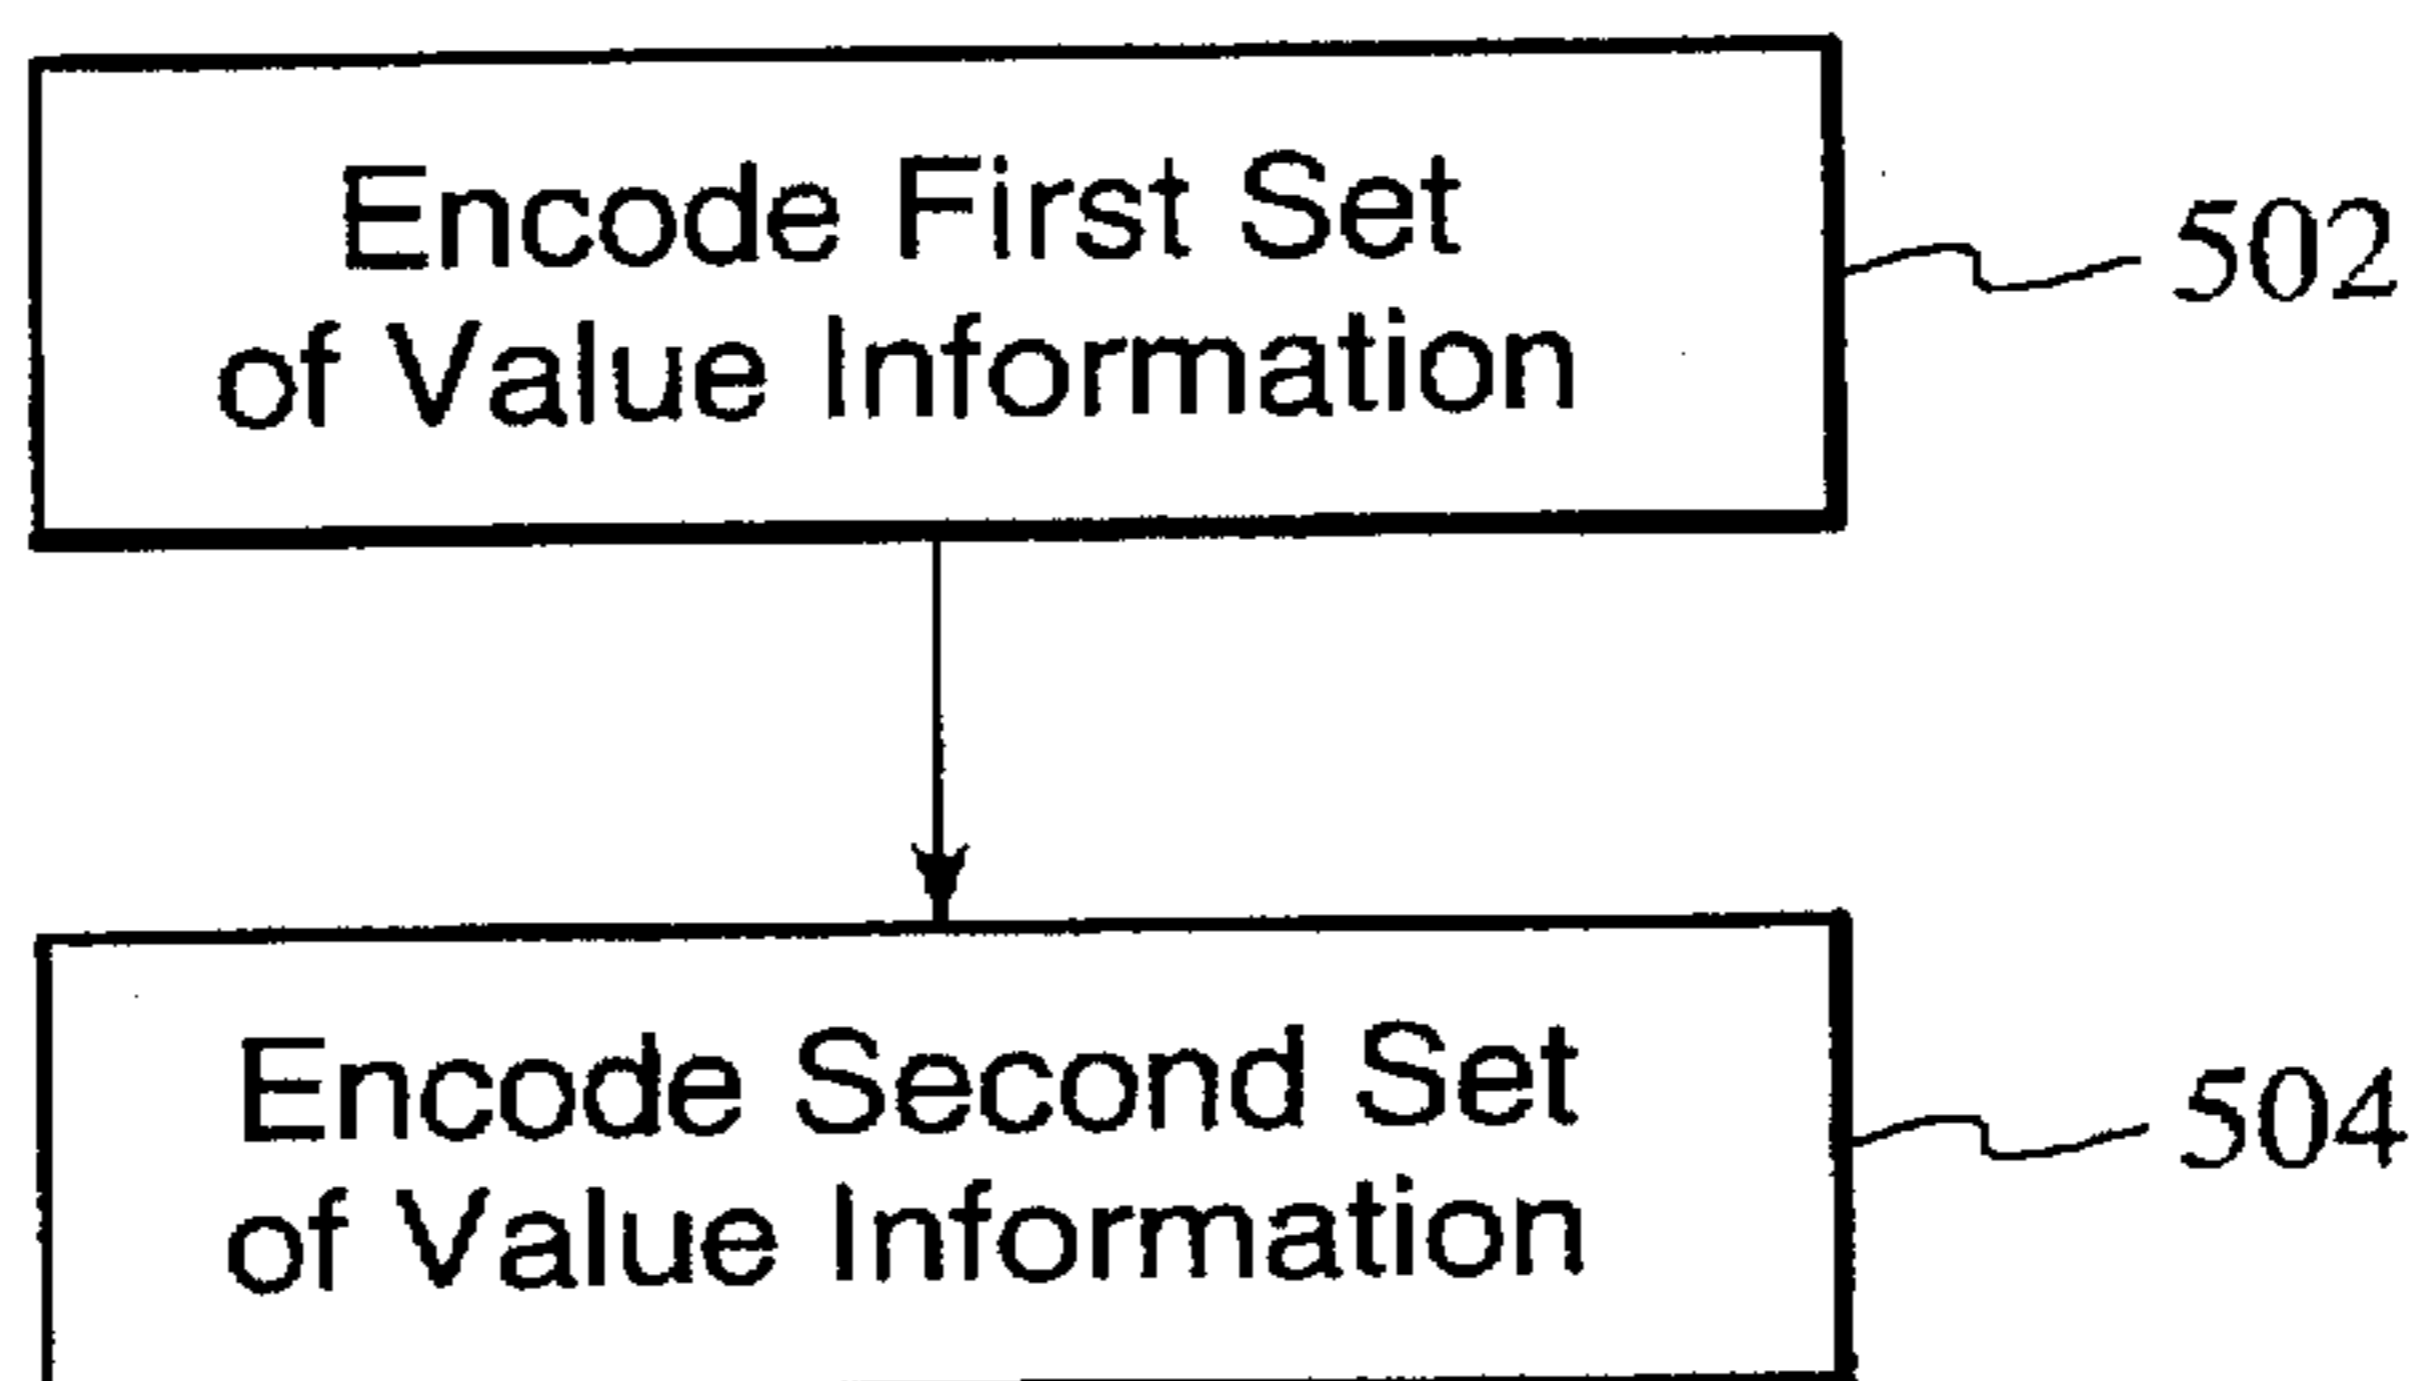 Encode First Set
of Value Information
502
Encode Second Set
of Value Information
504